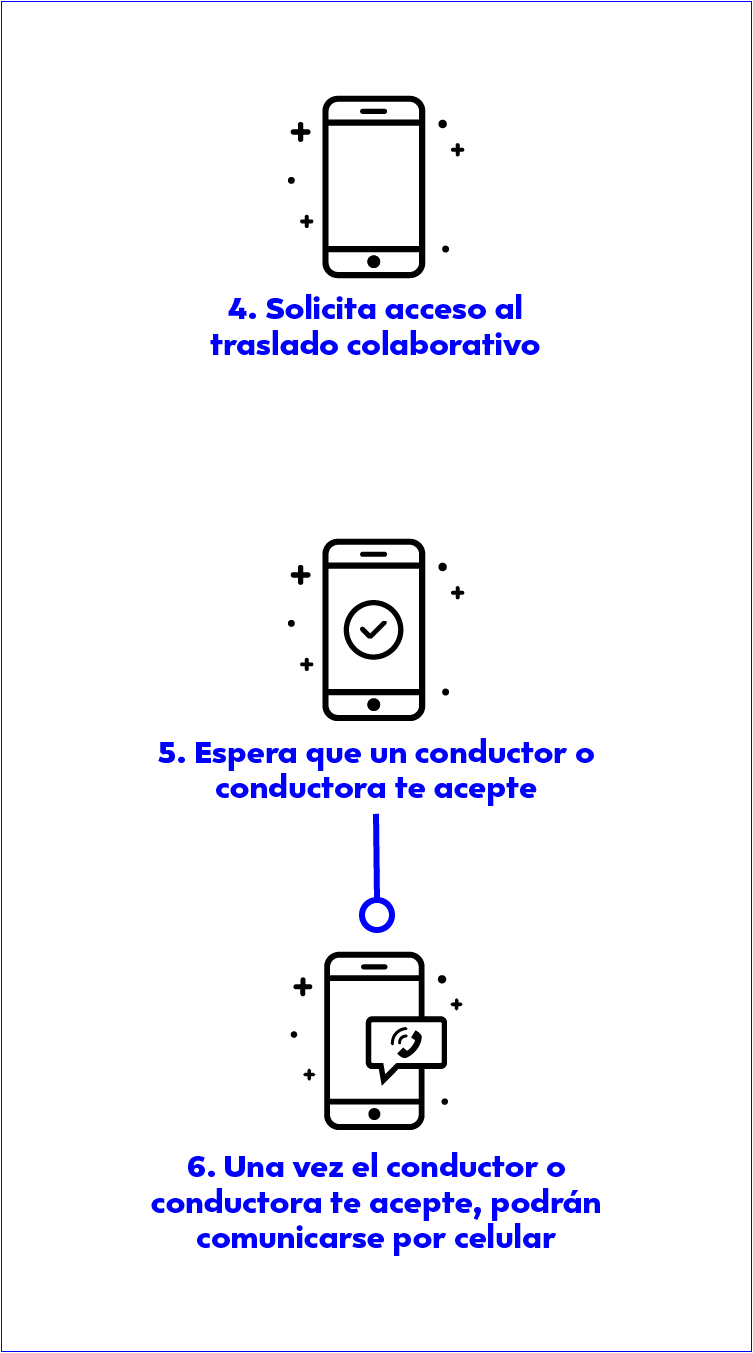 4. Solicita acceso al
traslado colaborativo
5. Espera que un conductor o
conductora te acepte
6. Una vez el conductor o
conductora te acepte, podrán
comunicarse por celular